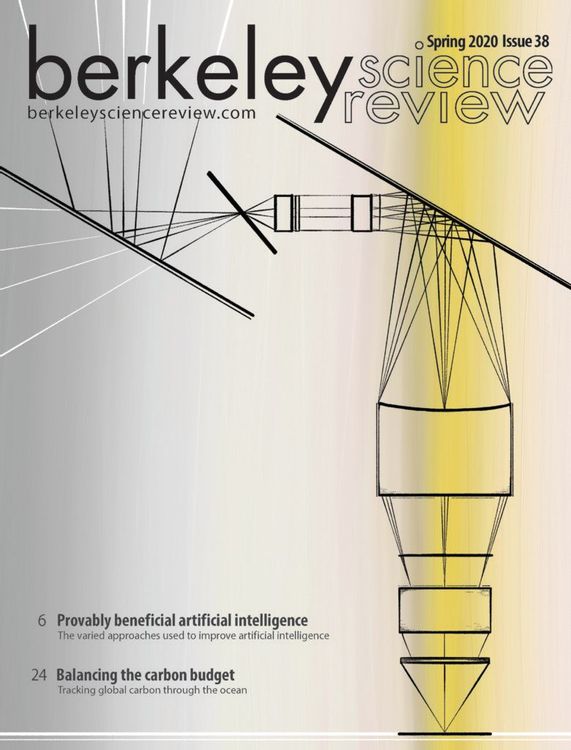 Spring 2020 Issue 38
berkeley science
review
berkeleysciencereview.com
6 Provably beneficial artificial intelligence
The varied approaches used to improve artificial intelligence
24 Balancing the carbon budget
Tracking global carbon through the ocean